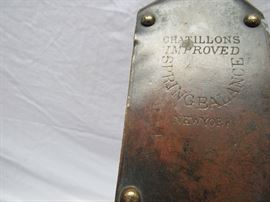 CHATILLONS
IMPROVED
SPRING BALANCE
NEW YORK